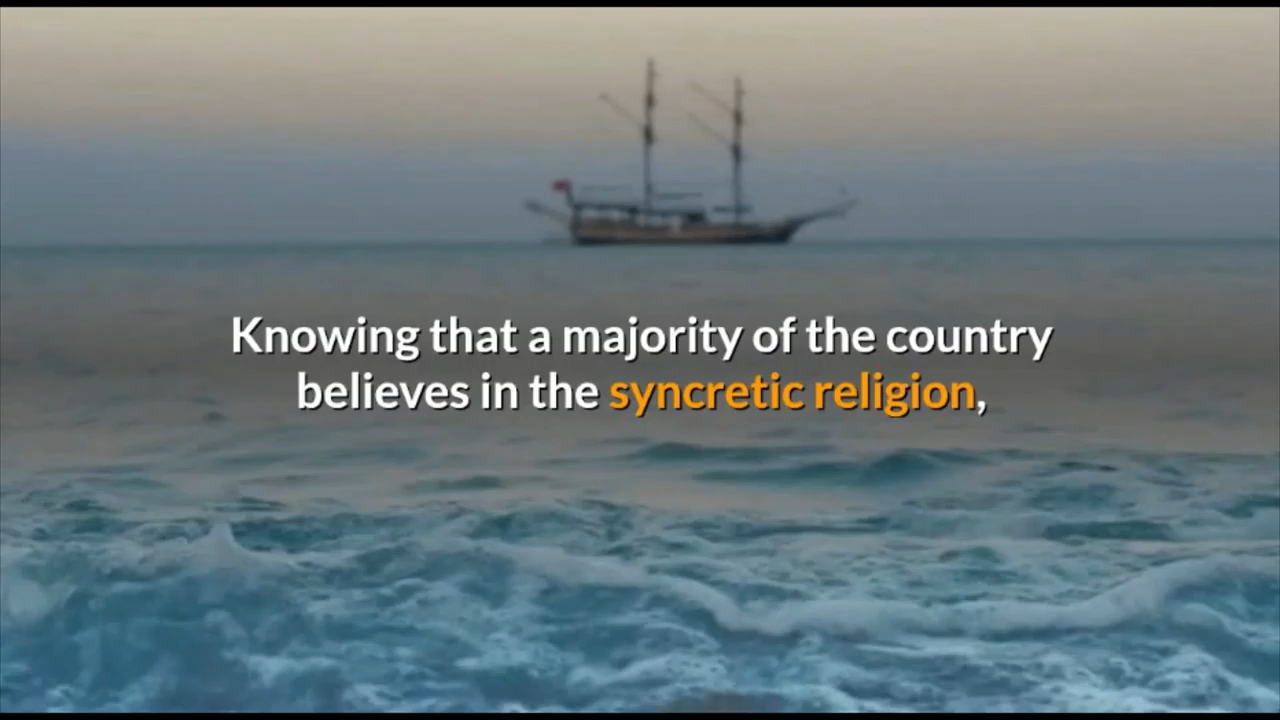 Knowing that a majority of the country
believes in the syncretic religion,